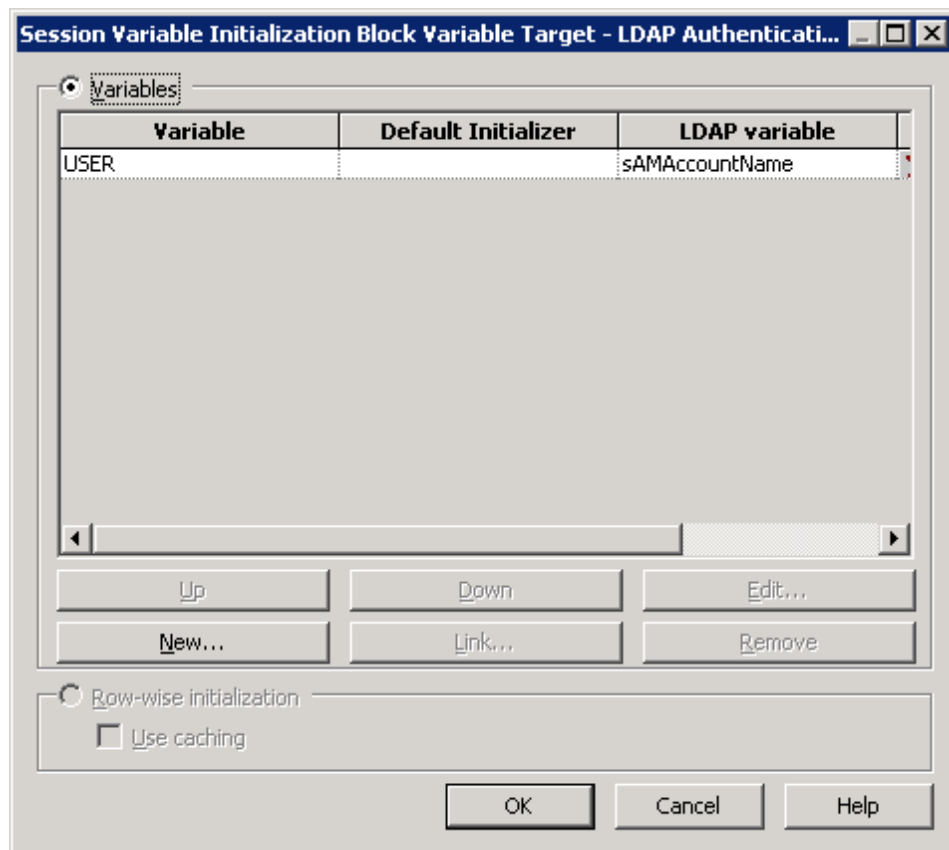 Session Variable Initialization Block Variable Target - LDAP Authenticati...
Variables
Variable Default Initializer LDAP variable
USER sAMAccountName
Up Down Edit...
New... Link... Remove
Row-wise initialization
Use caching
OK Cancel Help